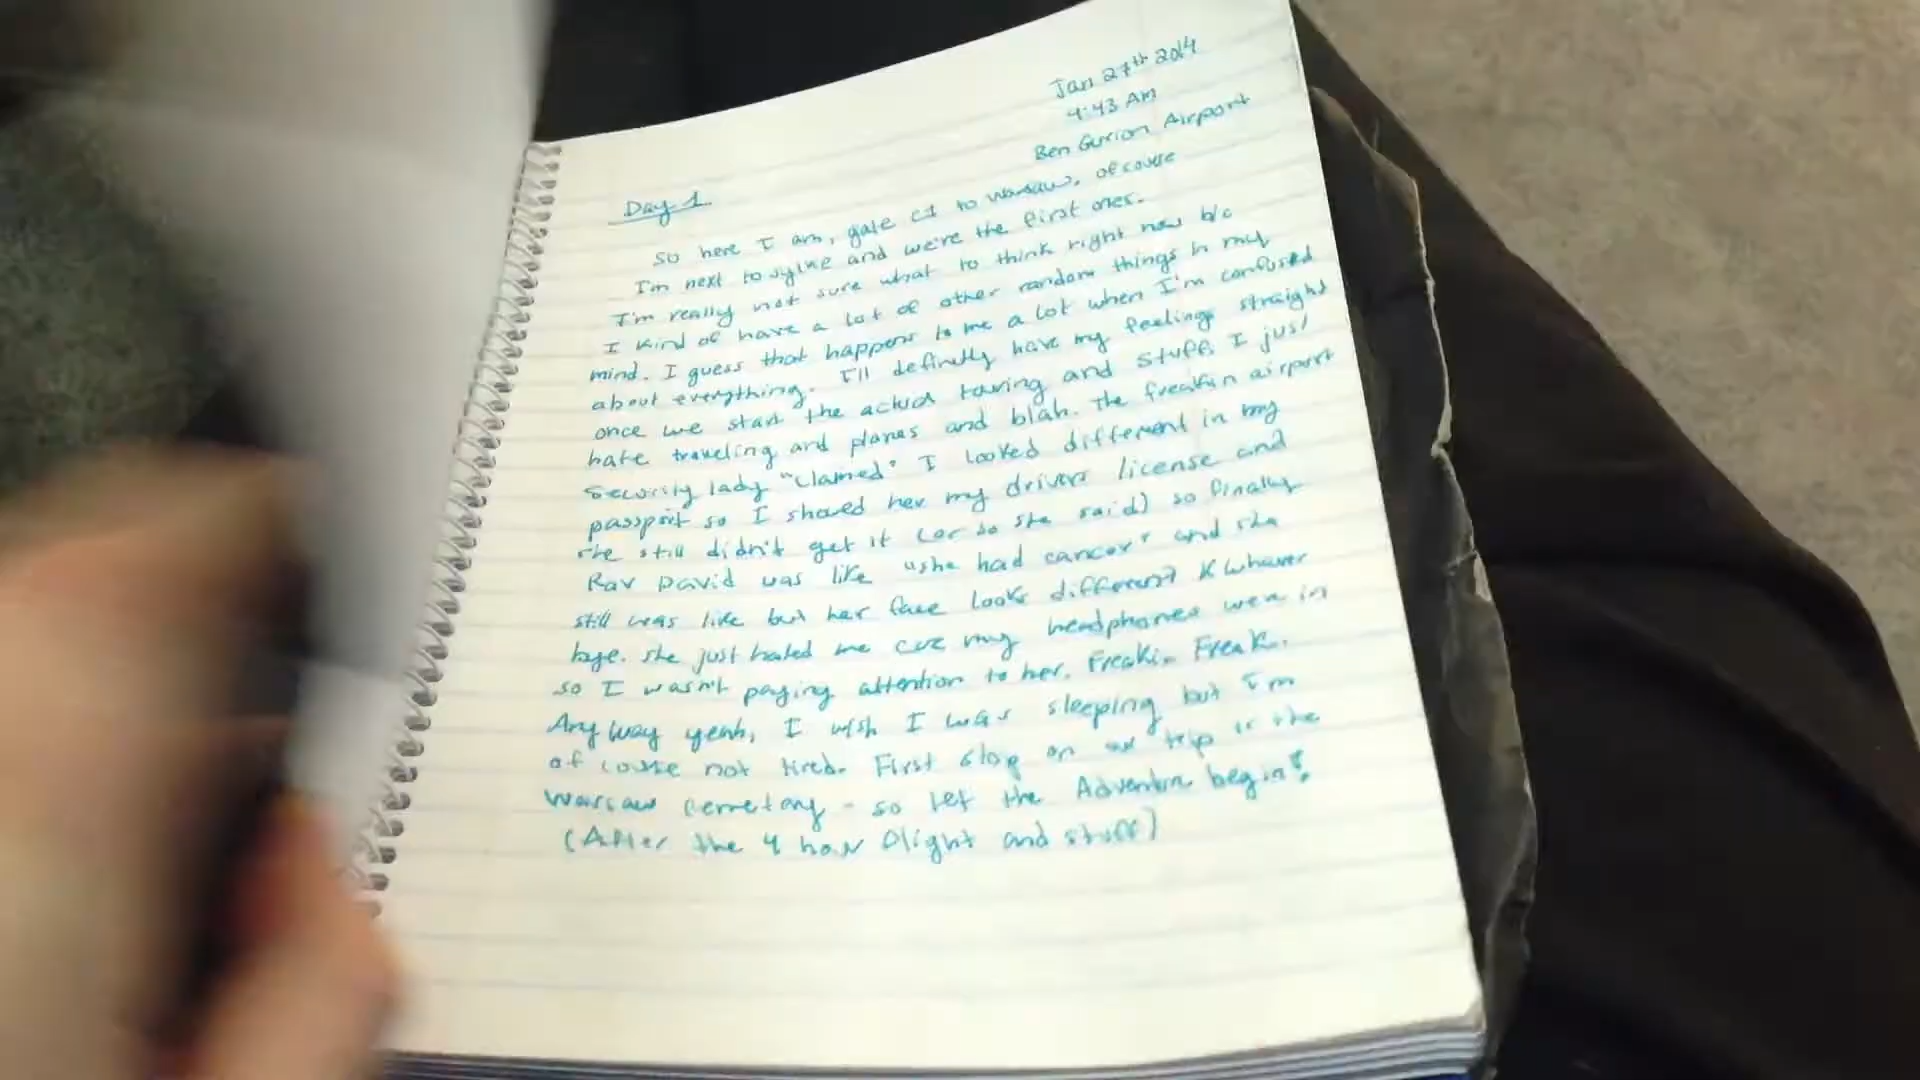 Jan 27th 2014
4:43 AM
Ben Gurion Airport
Day 1
So here I am, gate C1 to Warsaw, of course
I'm next to and we're the first ones.
I'm really not sure what to think right now b/c
I kind of have a lot of other random things in my
mind. I guess that happens to me a lot when I'm confused
about everything. I'll definetly have my feelings straight
once we start the actual touring and stuff. I just
hate traveling and planes and blah. The freakin airport
security lady "clamed" I looked different in my
passport so I showed her my drivers license and
she still didn't get it (or so she said) so finally
Rav David was like "she had cancer" and she
still was like but her face looks different K whatever
bye. She just hated me cuz my headphones were in
so I wasn't paying attention to her. Freakin Freak.
Anyway yeah, I wish I was sleeping but I'm
of course not tired. First stop on our trip is the
Warsaw cemetary - so let the Adventure begin!
(After the 4 hour flight and stuff)